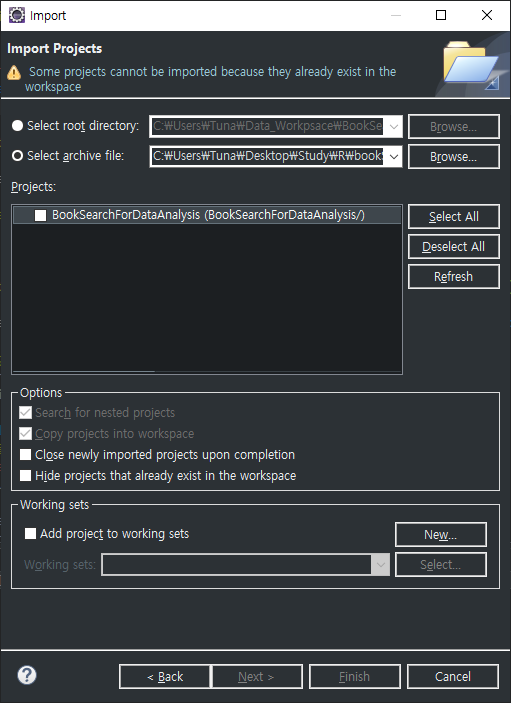 Import
Import Projects
Some projects cannot be imported because they already exist in the
workspace
Select root directory:
C:₩Users₩Tuna₩Data_Workpsace₩BookSe
Browse...
Select archive file:
C:₩Users₩Tuna₩Desktop₩Study₩R₩books
Browse...
Projects:
BookSearchForDataAnalysis (BookSearchForDataAnalysis/)
Select All
Deselect All
Refresh
Options
Search for nested projects
Copy projects into workspace
Close newly imported projects upon completion
Hide projects that already exist in the workspace
Working sets
Add project to working sets
New...
Working sets:
Select...
?
< Back
Next >
Finish
Cancel